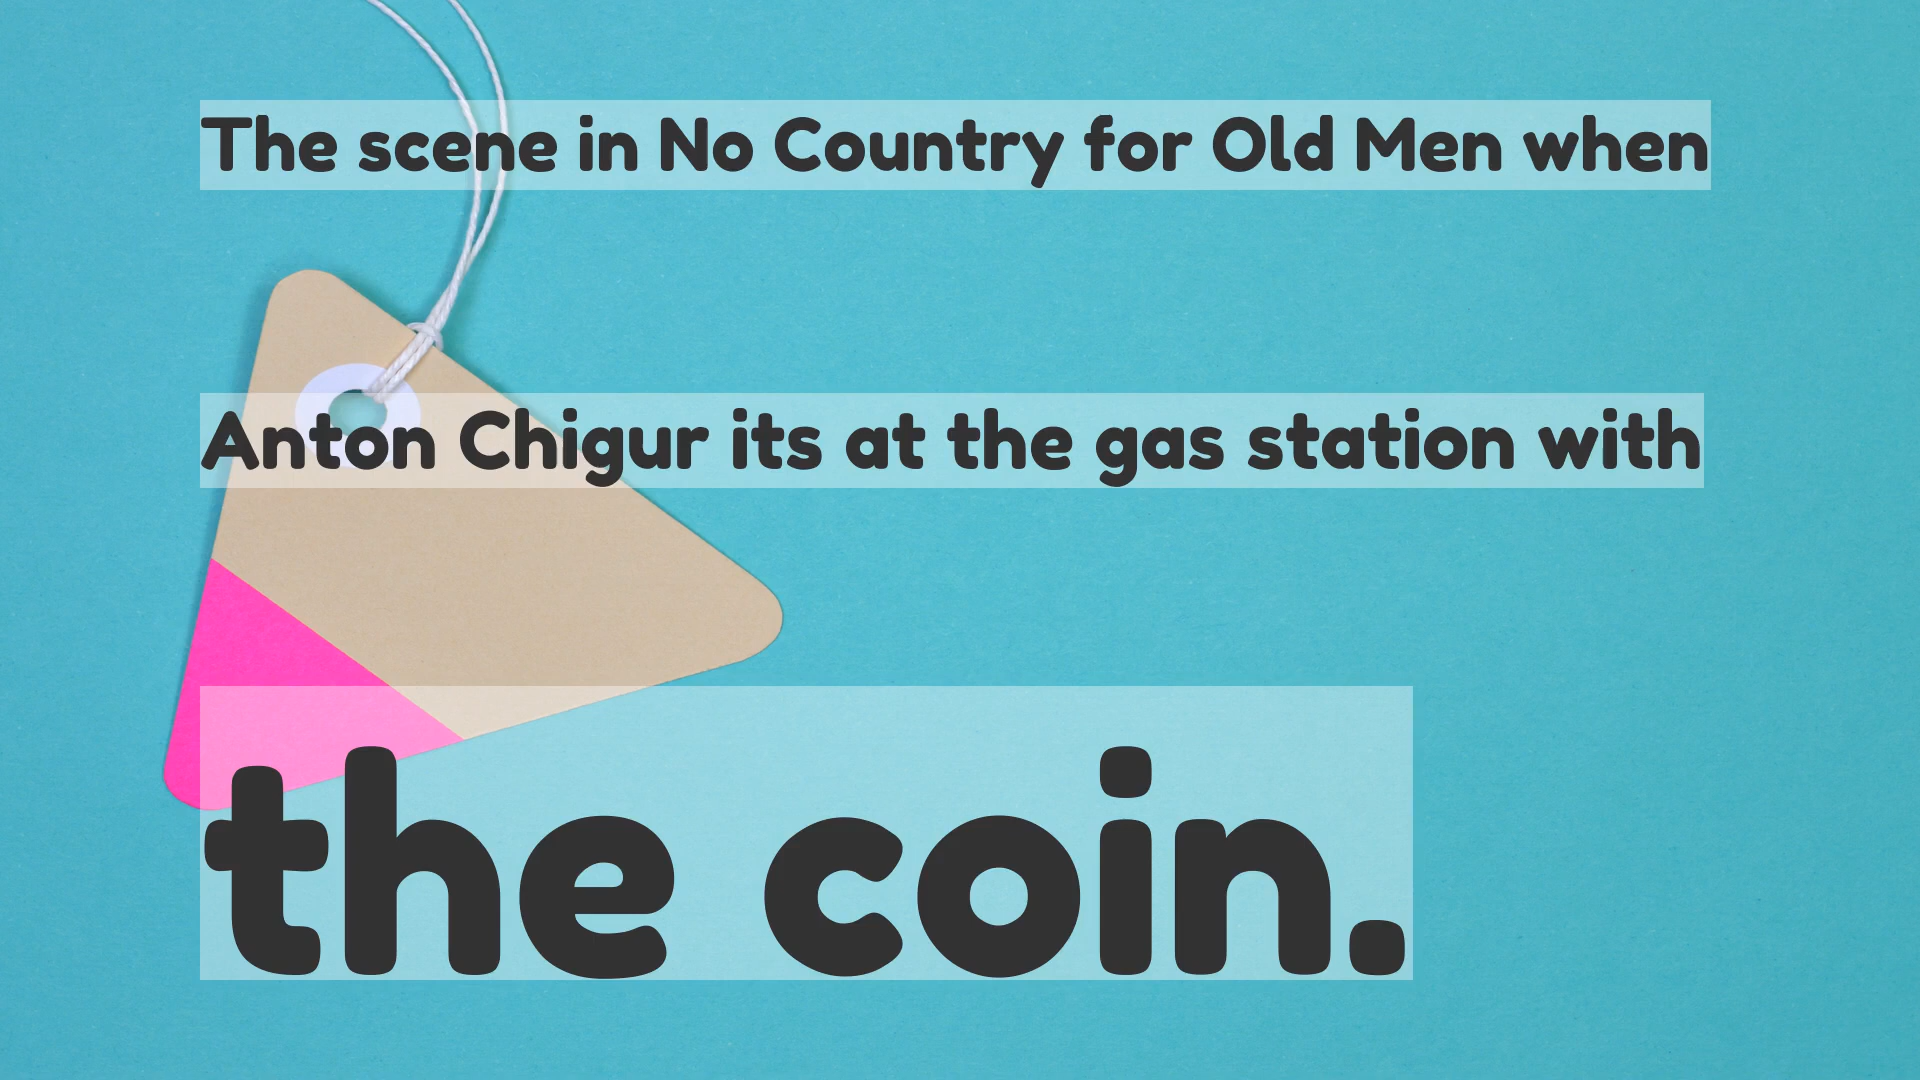 The scene in No Country for Old Men when
Anton Chigur its at the gas station with
the coin.